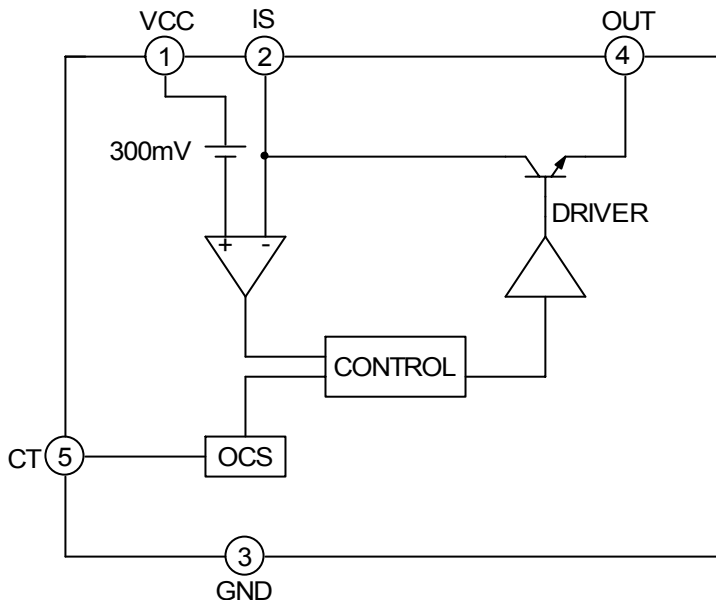 VCC IS OUT
1 2 4
300mV
DRIVER
+ -
CONTROL
CT 5 OCS
3
GND